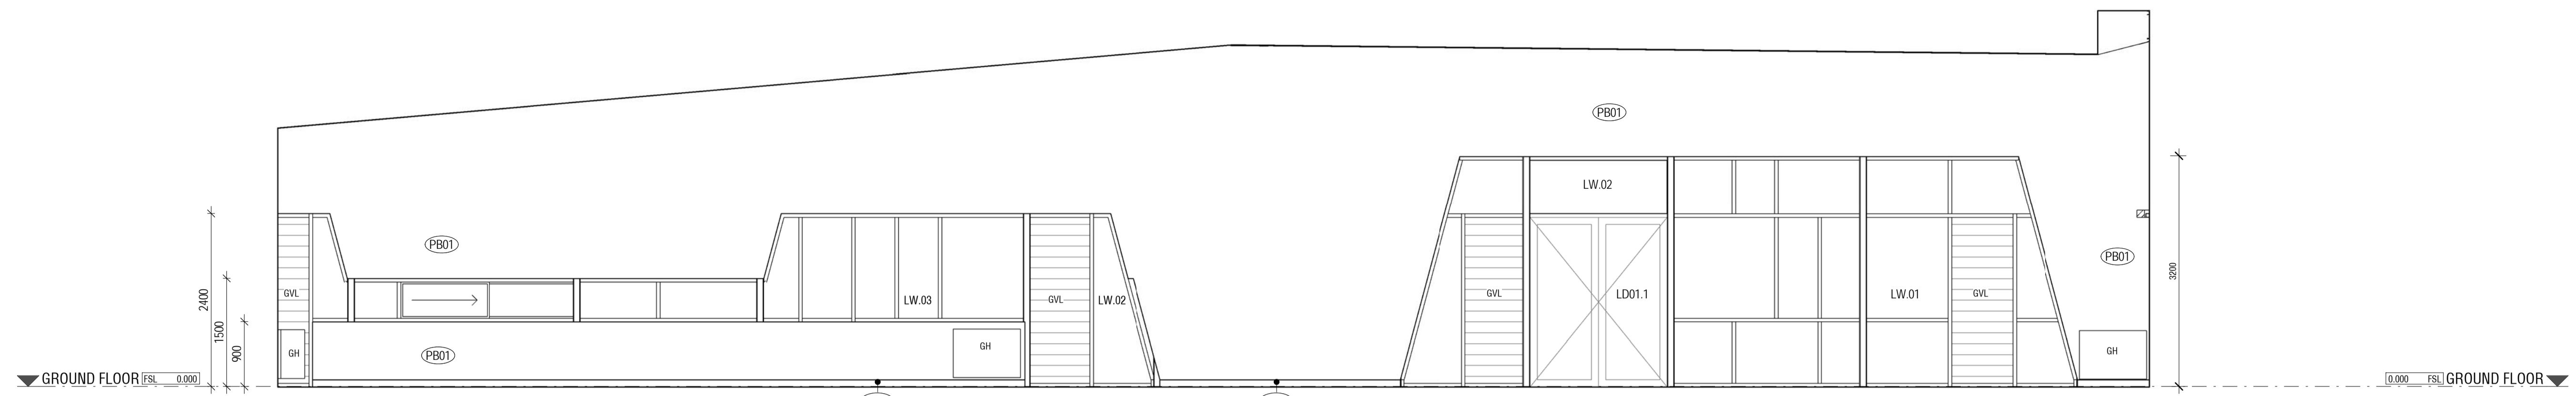 PB01
LW.02
PB01
PB01
3200
2400
1500
900
GVL
LW.03
GVL
LW.02
GVL
LD01.1
LW.01
GVL
PB01
GH
GH
GH
GROUND FLOOR FSL 0.000
0.000 FSL GROUND FLOOR